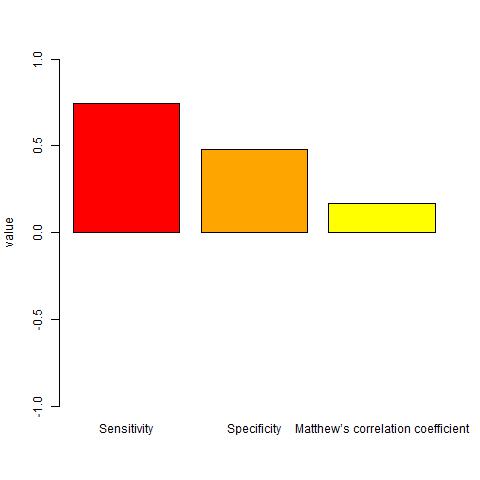 value
1.0
0.5
0.0
-0.5
-1.0
Sensitivity
Specificity
Matthew's correlation coefficient